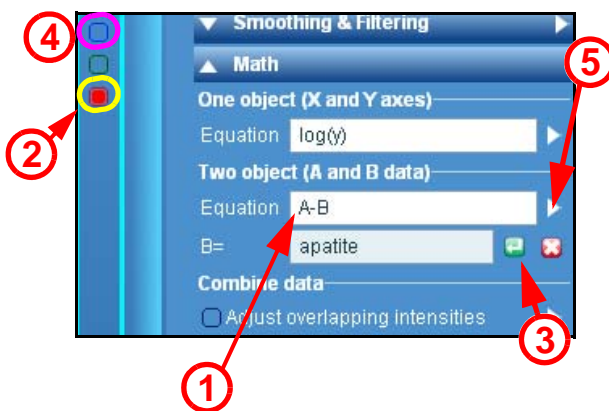 4
Smoothing & Filtering
Math
5
One object (X and Y axes)
Equation log(y)
2
Two object (A and B data)
Equation A-B
B= apatite
Combine data
Adjust overlapping intensities
3
1